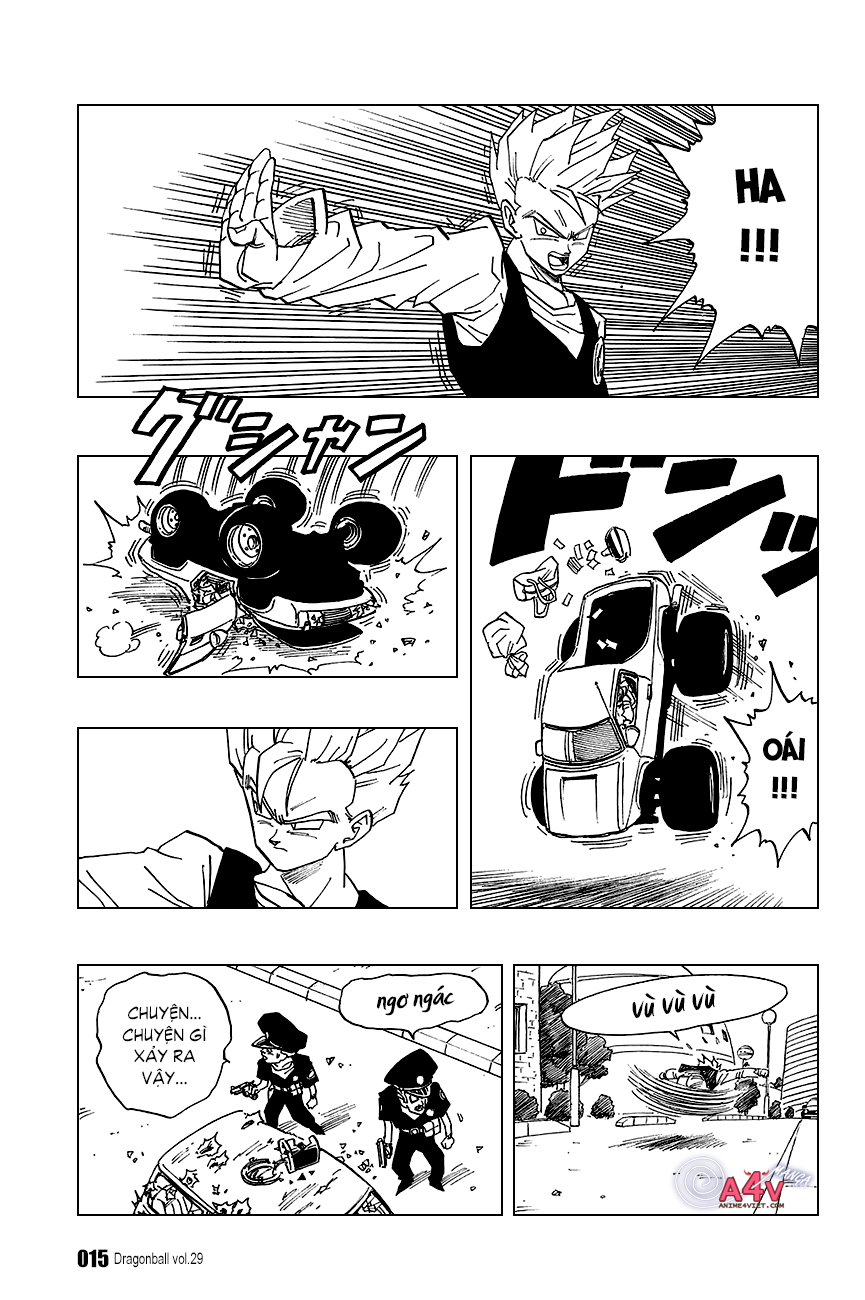 HA
!!!
ドンッ
グシャン
OÁI
!!!
VÙ VÙ VÙ
NGƠ NGÁC
CHUYỆN...
CHUYỆN GÌ
XẢY RA
VẬY...
A4V
MANGA
ANIME4VIET.COM
015 Dragonball vol.29